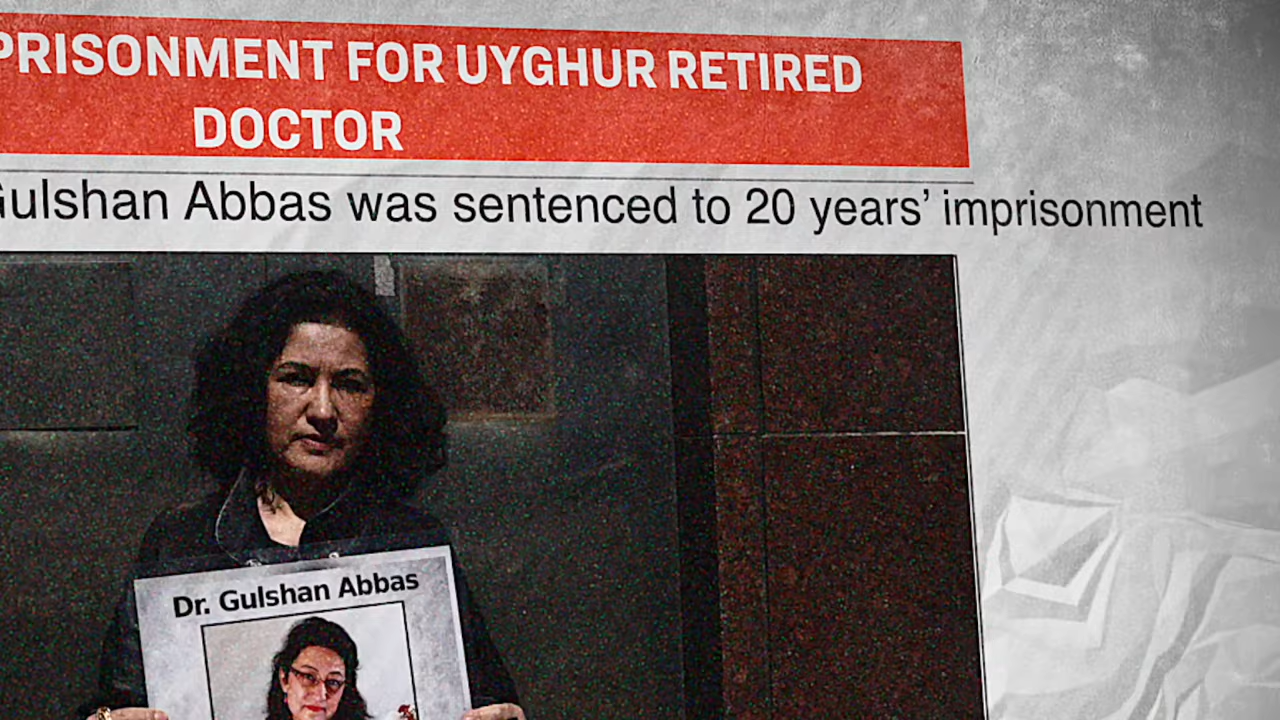 PRISONMENT FOR UYGHUR RETIRED
DOCTOR
Gulshan Abbas was sentenced to 20 years’ imprisonment
Dr. Gulshan Abbas